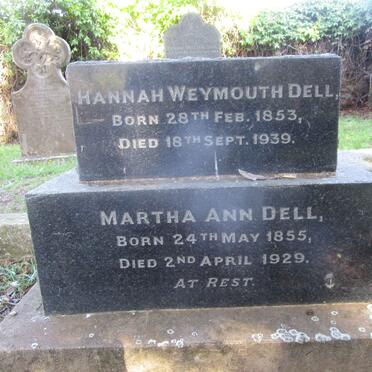 HANNAH WEYMOUTH DELL,
BORN 28TH FEB. 1853,
DIED 18TH SEPT. 1939.
MARTHA ANN DELL,
BORN 24TH MAY 1855,
DIED 2ND APRIL 1929.
AT REST.